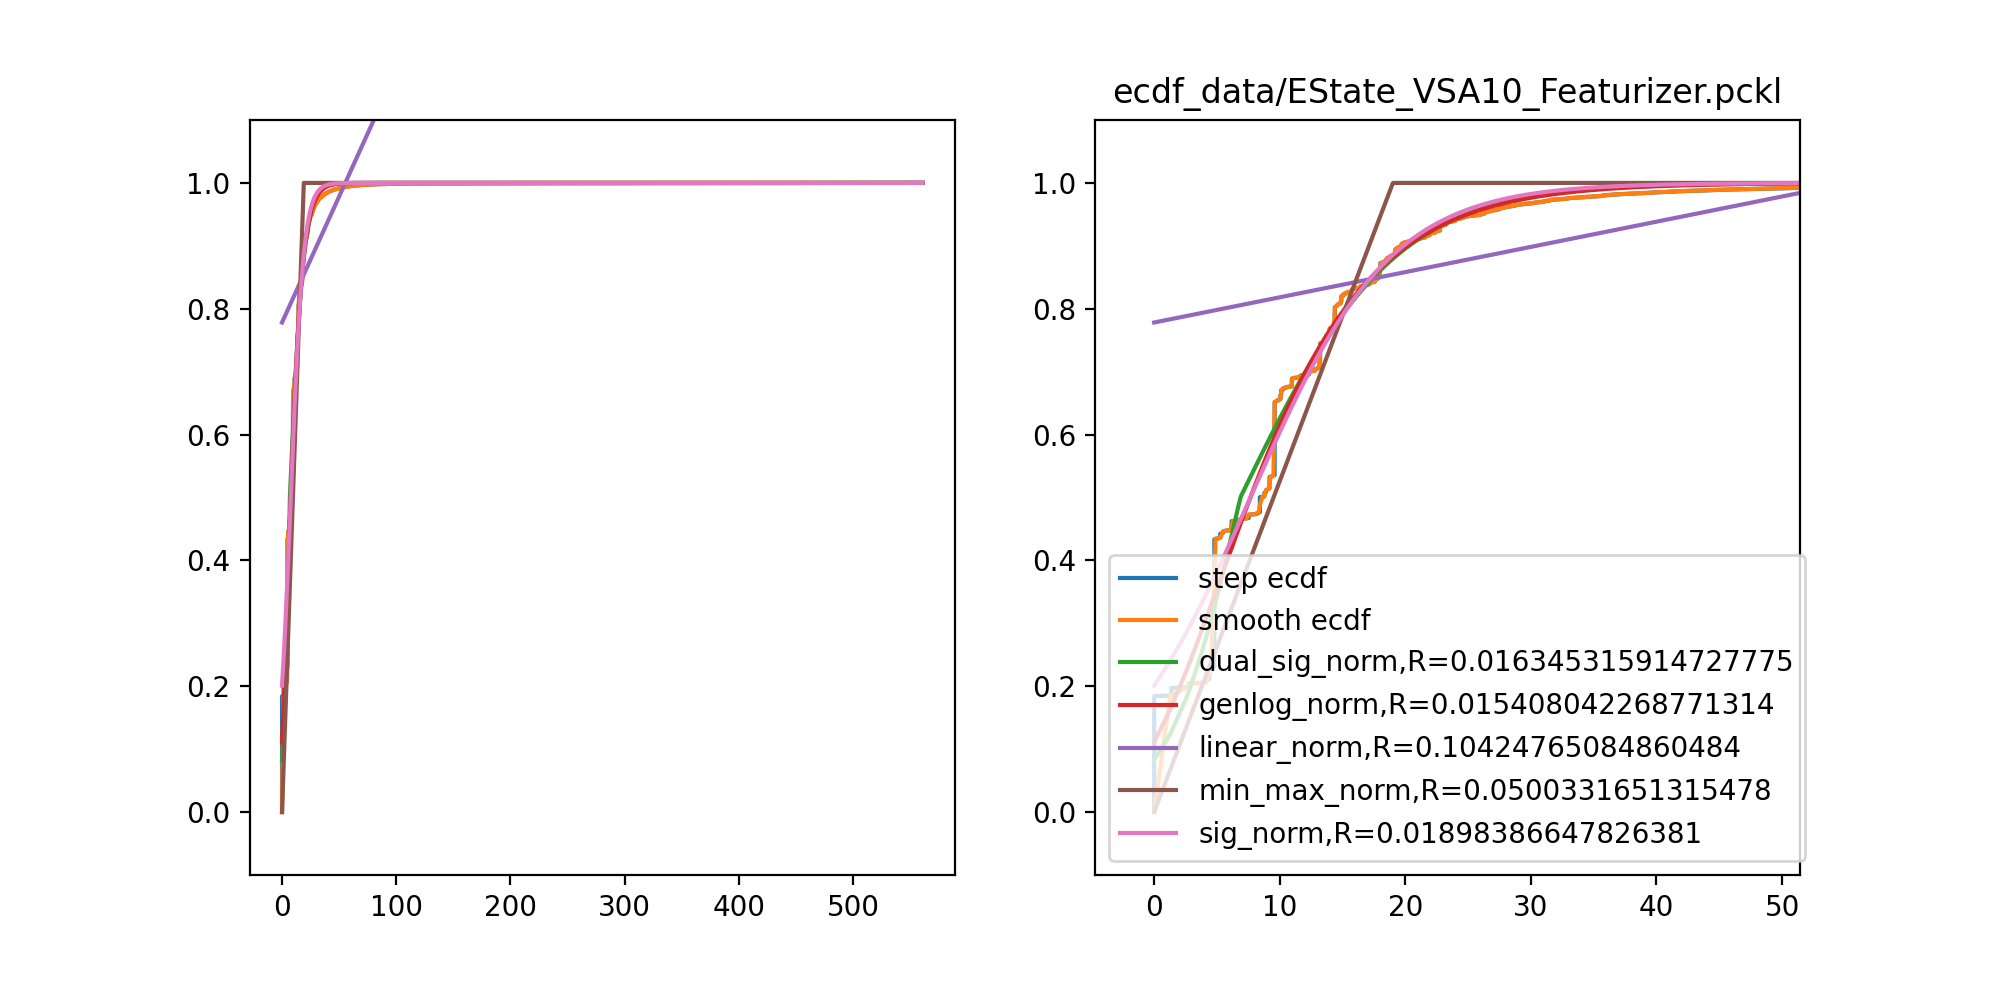 ecdf_data/EState_VSA10_Featurizer.pckl
1.0
0.8
0.6
0.4
0.2
0.0
0 100 200 300 400 500
1.0
0.8
0.6
0.4
0.2
0.0
step ecdf
smooth ecdf
dual_sig_norm,R=0.016345315914727775
genlog_norm,R=0.015408042268771314
linear_norm,R=0.10424765084860484
min_max_norm,R=0.0500331651315478
sig_norm,R=0.01898386647826381
0 10 20 30 40 50